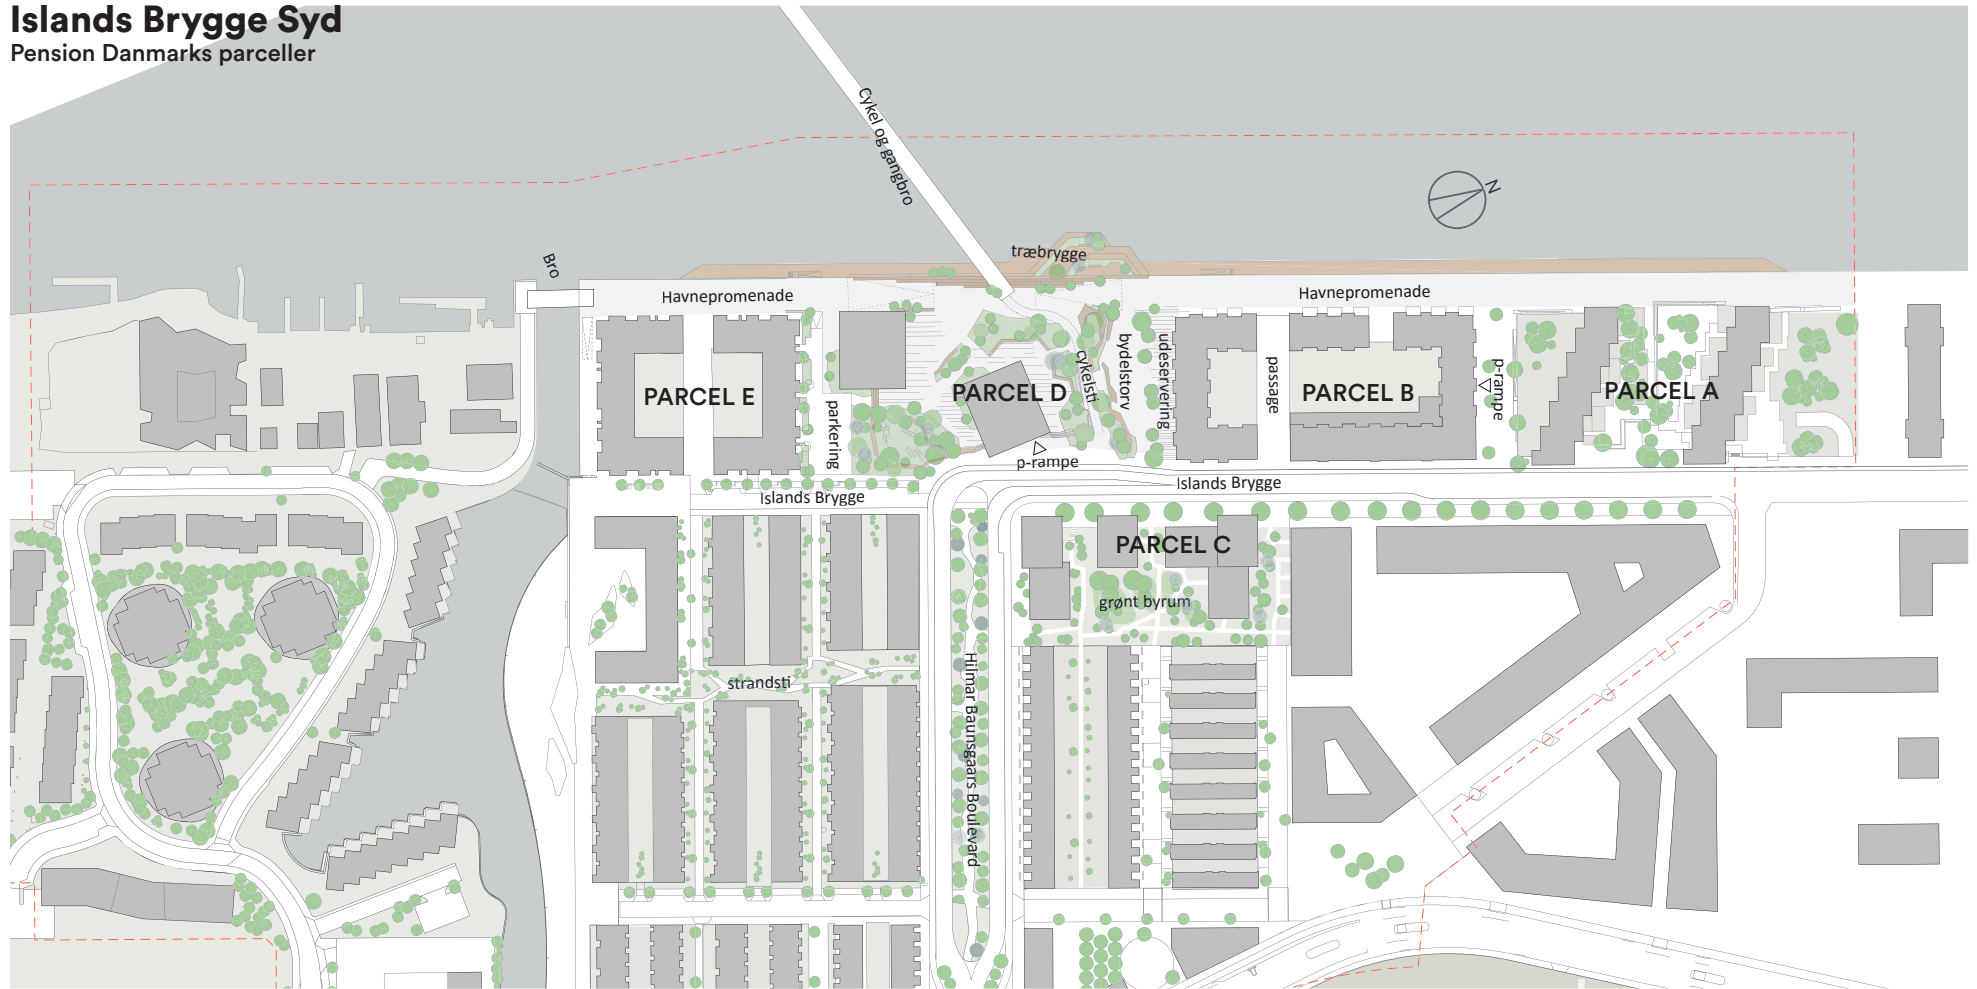 Islands Brygge Syd
Pension Danmarks parceller
Cykel og gangbro
N
Bro
træbrygge
Havnepromenade
Havnepromenade
PARCEL E
parkering
PARCEL D
cykelsti
bydelstorv
udeservering
passage
PARCEL B
p-rampe
PARCEL A
p-rampe
Islands Brygge
Islands Brygge
PARCEL C
grønt byrum
strandsti
Hilmar Baunsgaars Boulevard